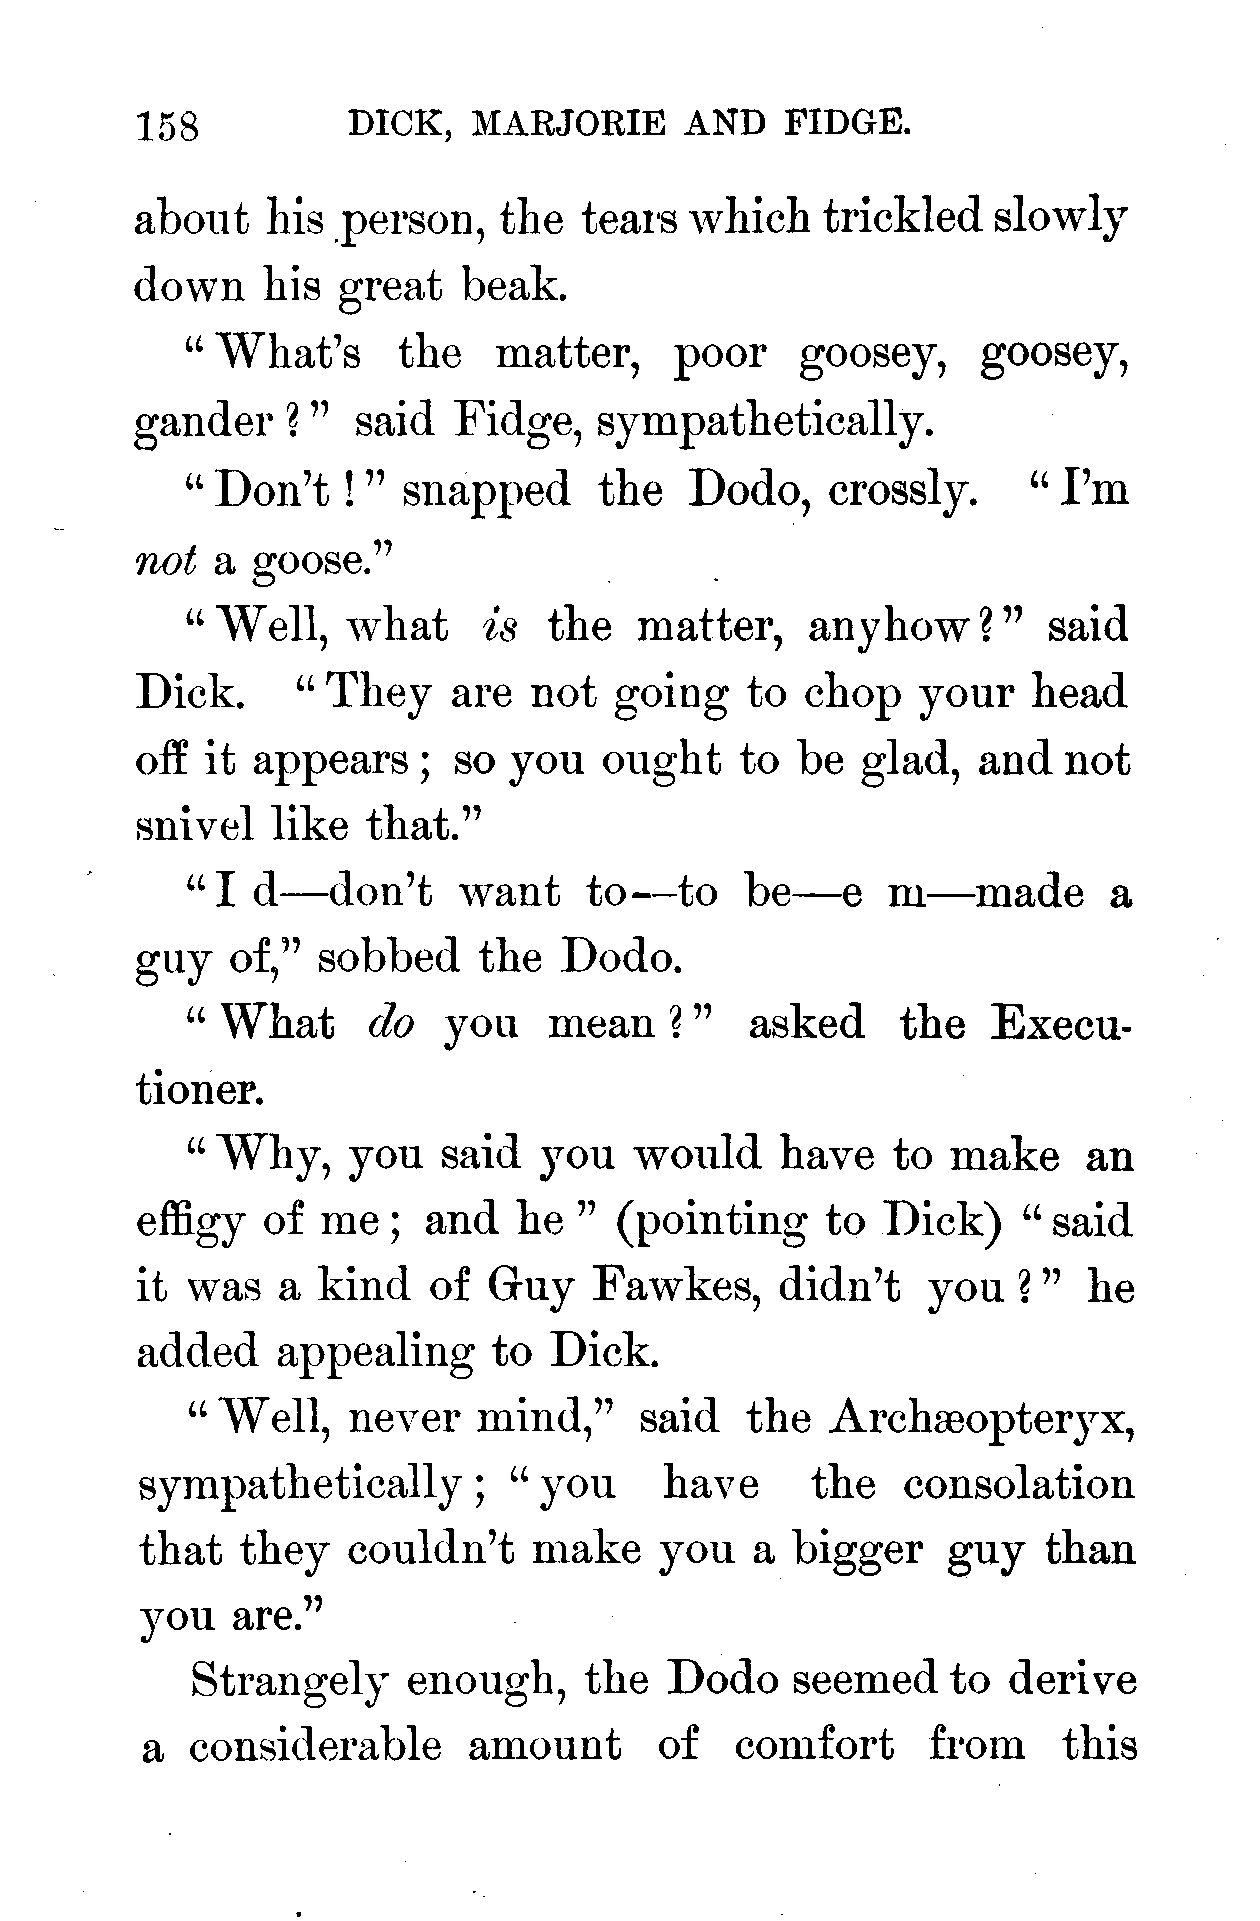 158 DICK, MARJORIE AND FIDGE.
about his person, the tears which trickled slowly
down his great beak.
“ What’s the matter, poor goosey, goosey,
gander ? ” said Fidge, sympathetically.
“ Don’t ! ” snapped the Dodo, crossly. “ I’m
not a goose.”
“ Well, what is the matter, anyhow ? ” said
Dick. “ They are not going to chop your head
off it appears ; so you ought to be glad, and not
snivel like that.”
“ I d—don’t want to—to be—e m—made a
guy of,” sobbed the Dodo.
“ What do you mean ? ” asked the Execu-
tioner.
“ Why, you said you would have to make an
effigy of me ; and he ” (pointing to Dick) “ said
it was a kind of Guy Fawkes, didn’t you ? ” he
added appealing to Dick.
“ Well, never mind,” said the Archæopteryx,
sympathetically ; “ you have the consolation
that they couldn’t make you a bigger guy than
you are.”
Strangely enough, the Dodo seemed to derive
a considerable amount of comfort from this